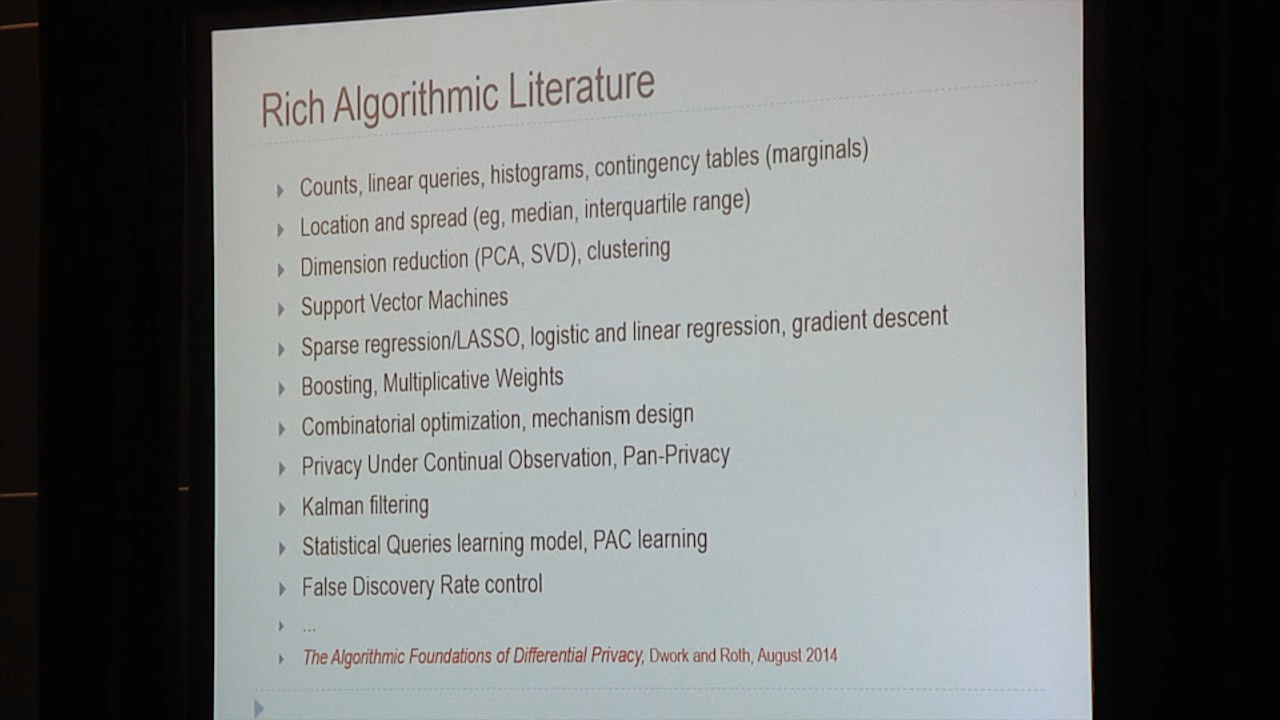 Rich Algorithmic Literature
Counts, linear queries, histograms, contingency tables (marginals)
Location and spread (eg, median, interquartile range)
Dimension reduction (PCA, SVD), clustering
Support Vector Machines
Sparse regression/LASSO, logistic and linear regression, gradient descent
Boosting, Multiplicative Weights
Combinatorial optimization, mechanism design
Privacy Under Continual Observation, Pan-Privacy
Kalman filtering
Statistical Queries learning model, PAC learning
False Discovery Rate control
...
The Algorithmic Foundations of Differential Privacy, Dwork and Roth, August 2014